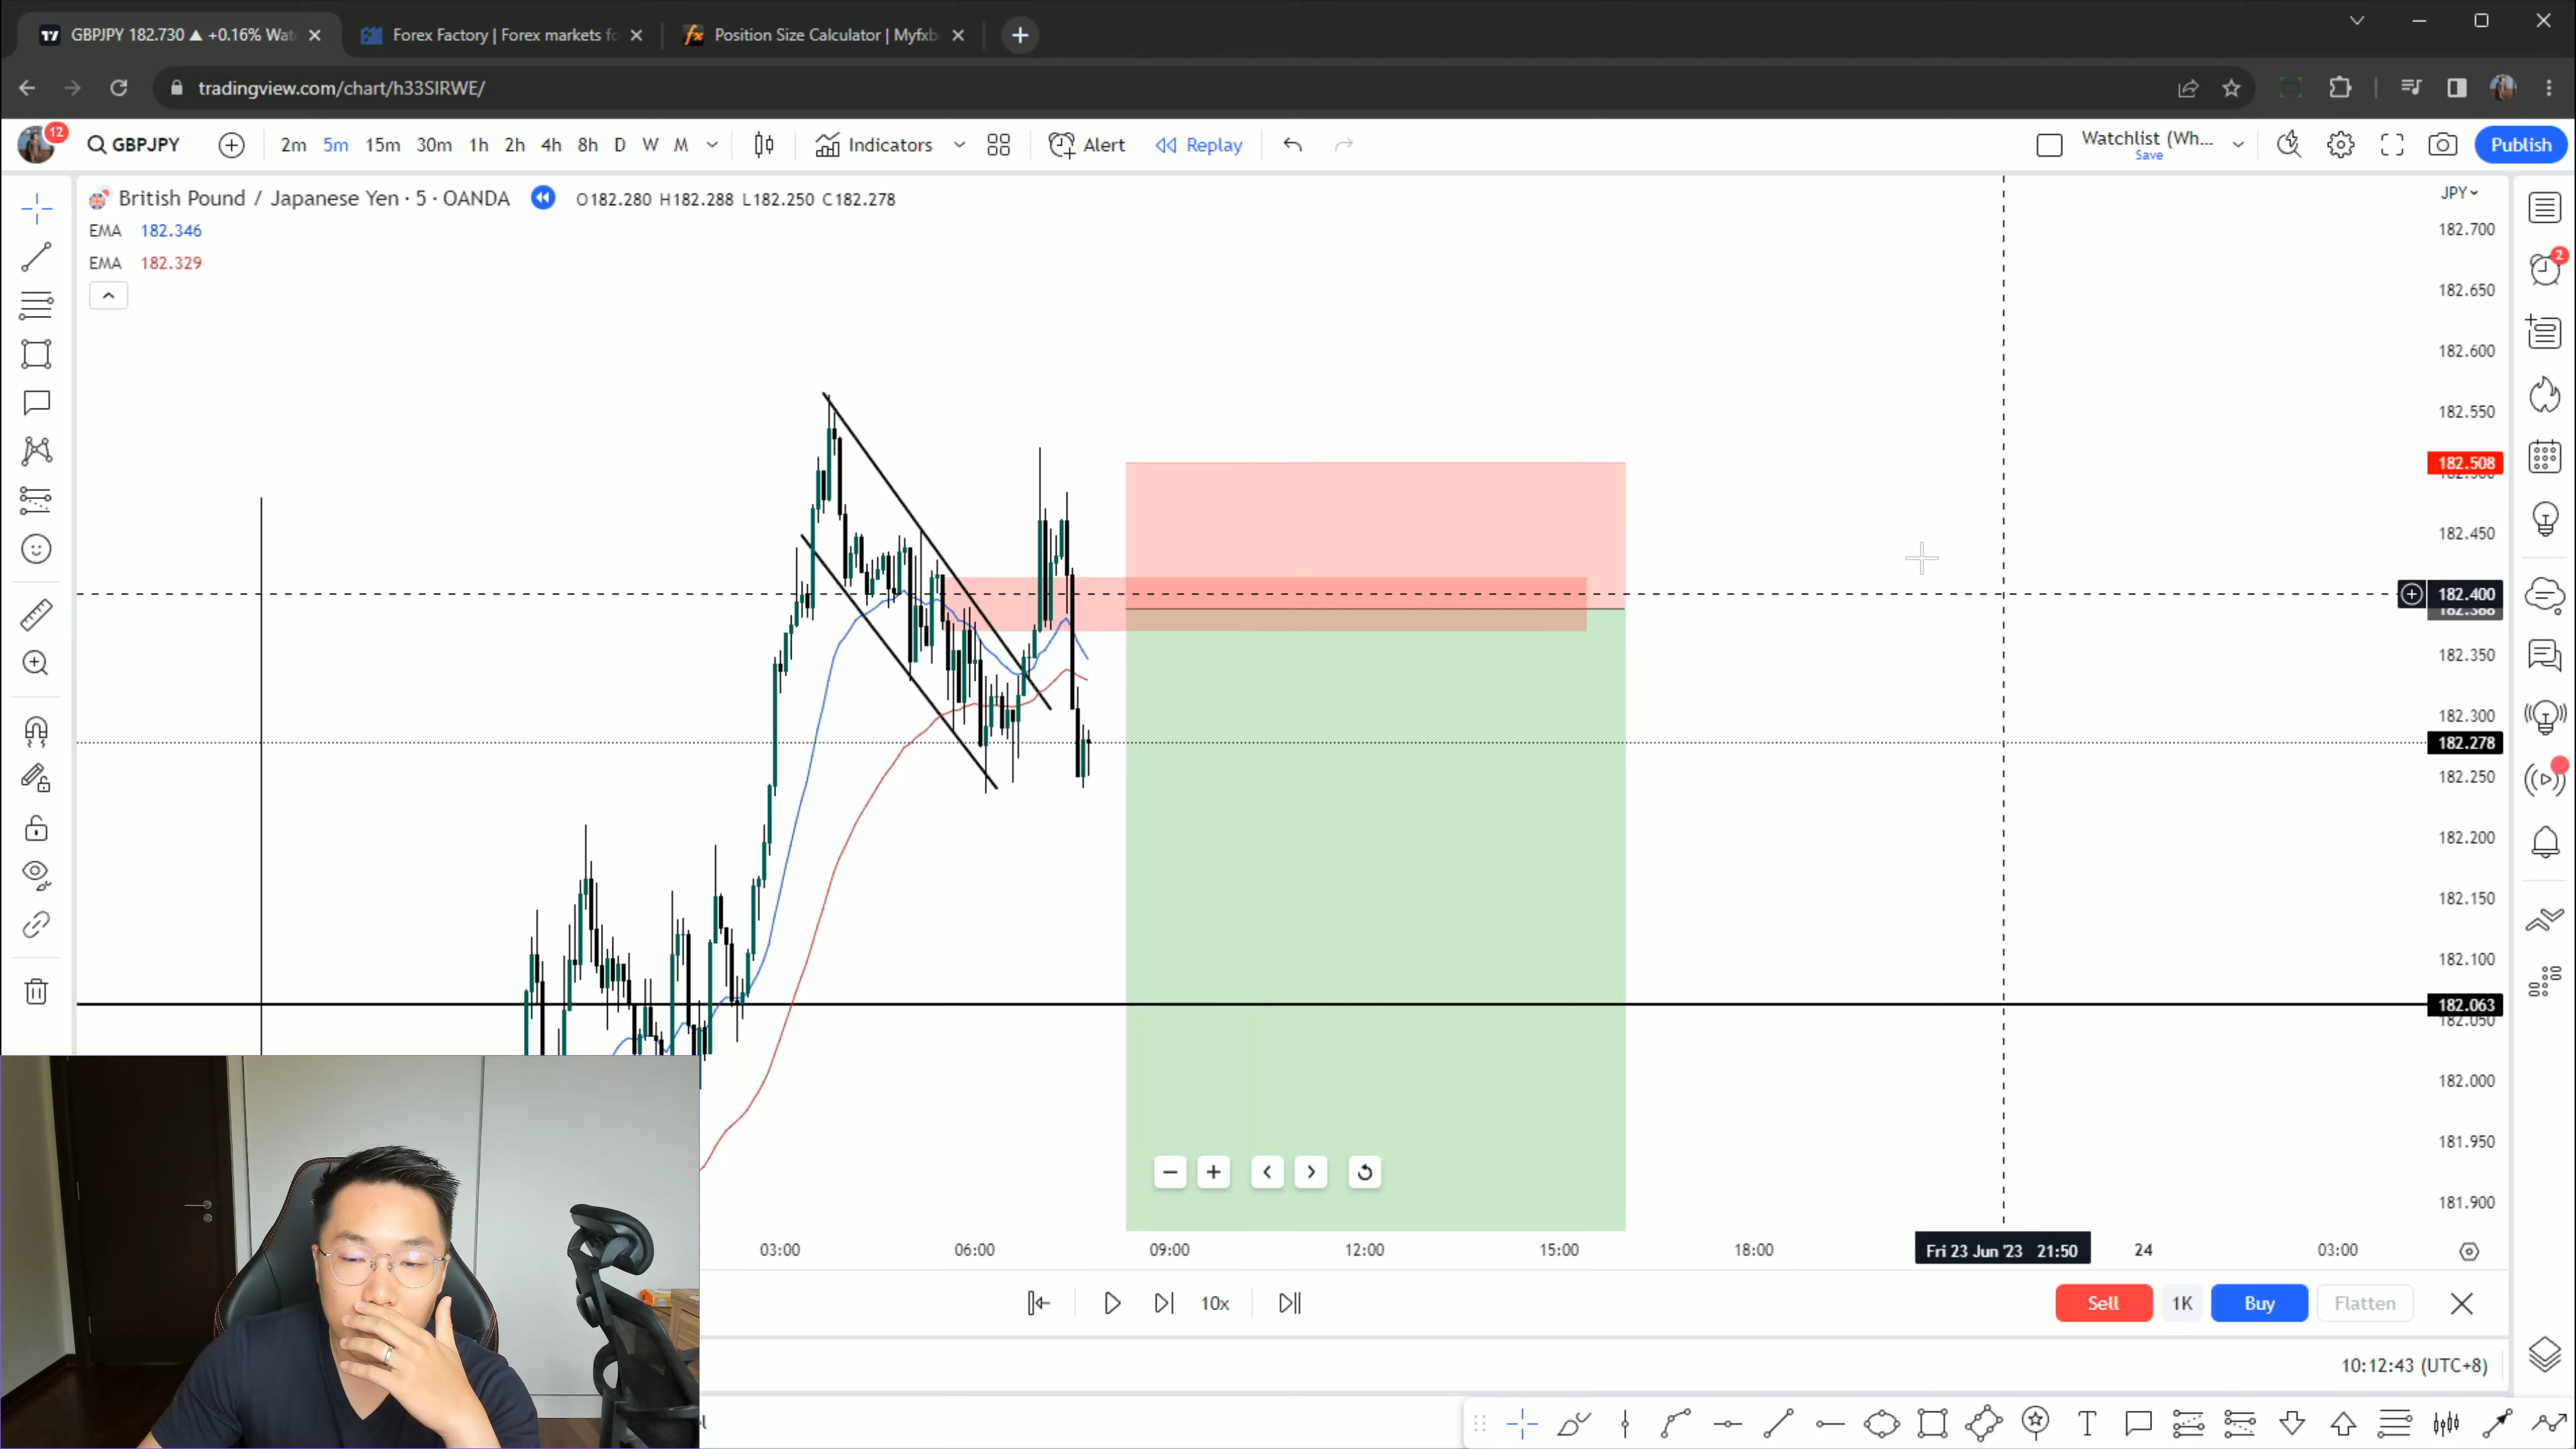 GBPJPY 182.730 ▲ +0.16% Wat
Forex Factory | Forex markets fo
Position Size Calculator | Myfxb
tradingview.com/chart/h33SIRWE/
12
GBPJPY
2m 5m 15m 30m 1h 2h 4h 8h D W M
Indicators
Alert
Replay
Watchlist (Wh...
Save
Publish
British Pound / Japanese Yen · 5 · OANDA
O182.280 H182.288 L182.250 C182.278
EMA 182.346
EMA 182.329
JPY
182.700
182.650
182.600
182.550
182.508
182.450
182.400
182.388
182.350
182.300
182.278
182.250
182.200
182.150
182.100
182.063
182.050
182.000
181.950
181.900
2
03:00
06:00
09:00
12:00
15:00
18:00
Fri 23 Jun '23 21:50
24
03:00
10x
Sell
1K
Buy
Flatten
10:12:43 (UTC+8)